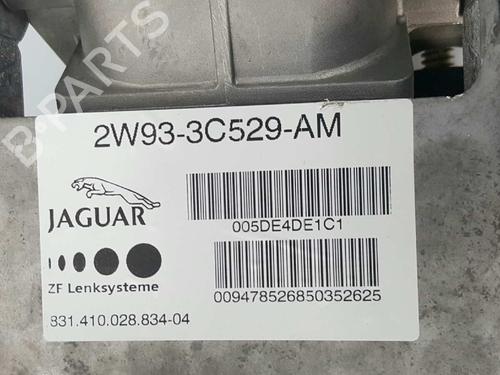 2W93-3C529-AM
JAGUAR
005DE4DE1C1
ZF Lenksysteme
009478526850352625
831.410.028.834-04
B-PARTS